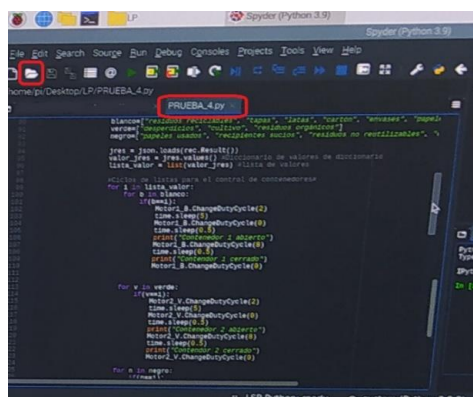 LP
Spyder (Python 3.9)
Spyder (Python 3.9)
File Edit Search Source Run Debug Consoles Projects Tools View Help
home/pi/Desktop/LP/PRUEBA_4.py
PRUEBA_4.py
blanco=["residuos reciclables", "tapas", "latas", "carton", "envases", "papel
verde=["desperdicios", "cultivo", "residuos orgánicos"]
negro=["papeles usados", "recipientes sucios", "residuos no reutilizables",
jres = json.loads(rec.Result())
valor_jres = jres.values() #Diccionario de valores de diccionario
lista_valor = list(valor_jres) #lista de valores
#Ciclos de listas para el control de contenedores#
for i in lista_valor:
for b in blanco:
if(b==i):
Motor1_B.ChangeDutyCycle(2)
time.sleep(5)
Motor1_B.ChangeDutyCycle(0)
time.sleep(0.5)
print("Contenedor 1 abierto")
Motor1_B.ChangeDutyCycle(8)
time.sleep(0.5)
print("Contenedor 1 cerrado")
Motor1_B.ChangeDutyCycle(0)
for v in verde:
if(v==i):
Motor2_V.ChangeDutyCycle(2)
time.sleep(5)
Motor2_V.ChangeDutyCycle(0)
time.sleep(0.5)
print("Contenedor 2 abierto")
Motor2_V.ChangeDutyCycle(8)
time.sleep(0.5)
print("Contenedor 2 cerrado")
Motor2_V.ChangeDutyCycle(0)
for n in negro: